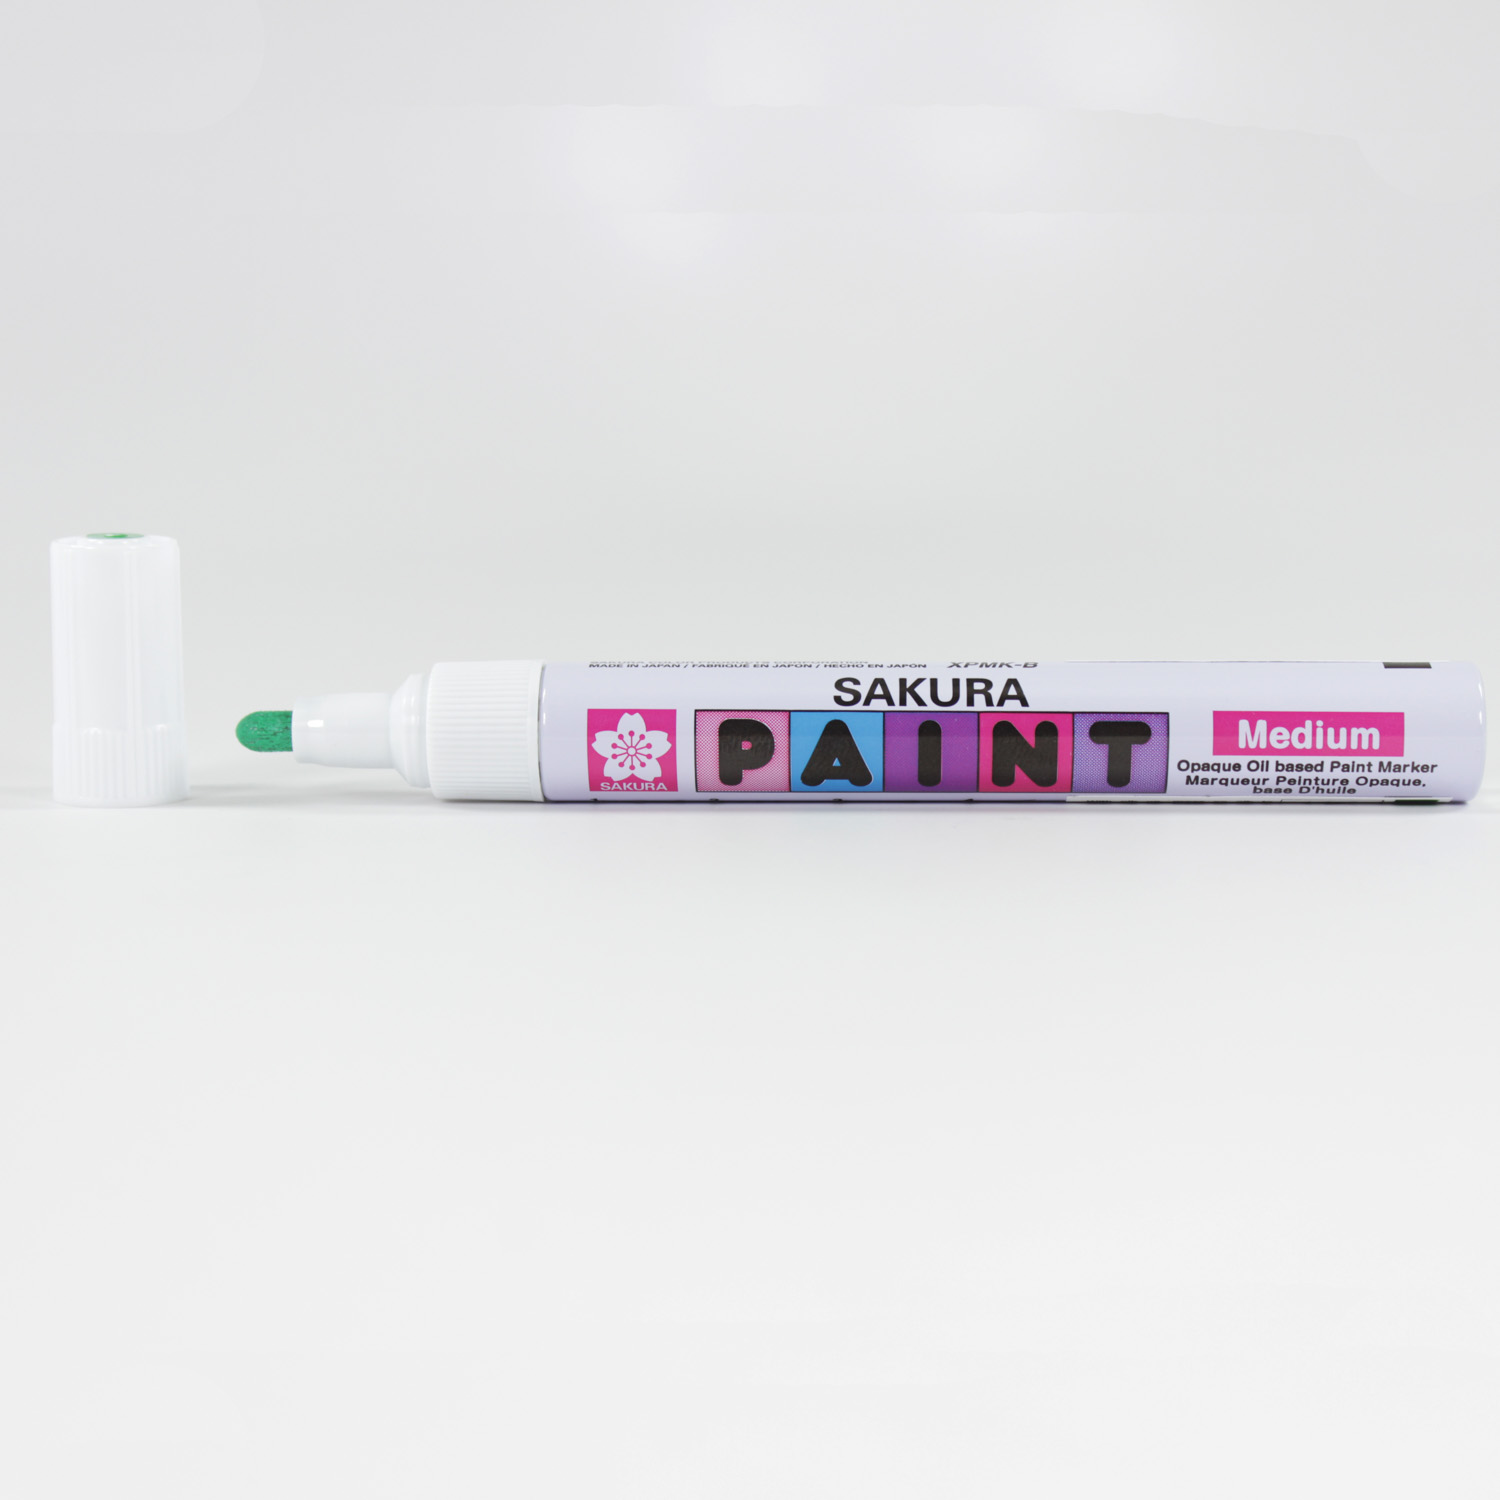 MADE IN JAPAN / FABRIQUÉ EN JAPON / HECHO EN JAPON XPMK-B
SAKURA
SAKURA
PAINT
Medium
Opaque Oil based Paint Marker
Marqueur Peinture Opaque,
base D'huile